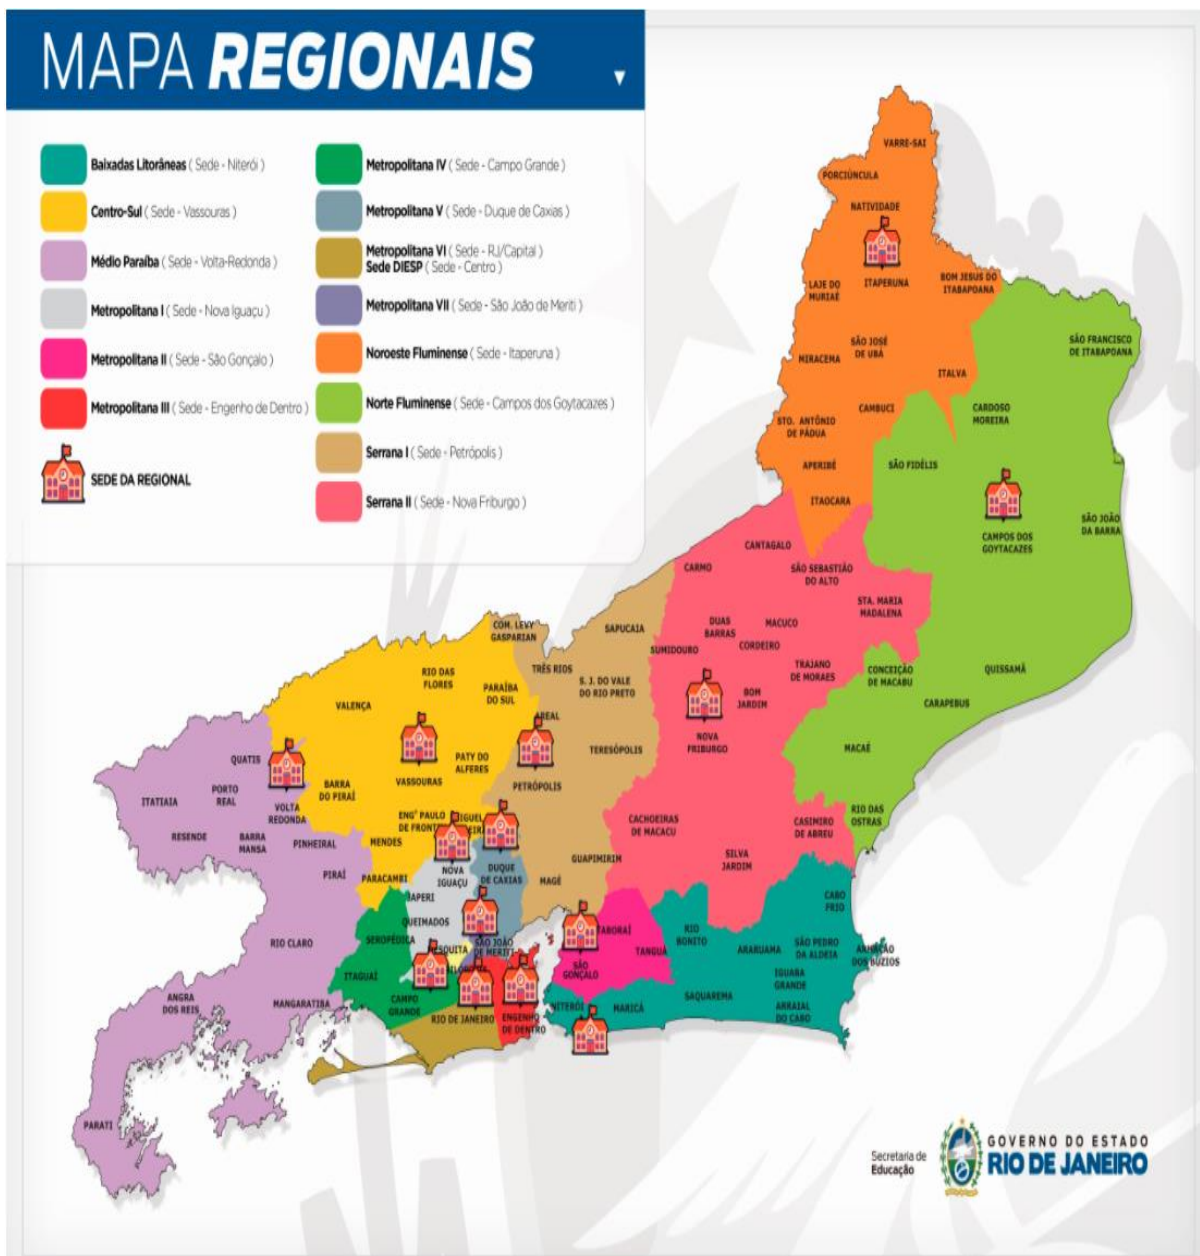 MAPA REGIONAIS
Baixadas Litorâneas ( Sede - Niterói )
Centro-Sul ( Sede - Vassouras )
Médio Paraíba ( Sede - Volta-Redonda )
Metropolitana I ( Sede - Nova Iguaçu )
Metropolitana II ( Sede - São Gonçalo )
Metropolitana III ( Sede - Engenho de Dentro )
SEDE DA REGIONAL
Metropolitana IV ( Sede - Campo Grande )
Metropolitana V ( Sede - Duque de Caxias )
Metropolitana VI ( Sede - RJ/Capital )
Sede DIESP ( Sede - Centro )
Metropolitana VII ( Sede - São João de Meriti )
Noroeste Fluminense ( Sede - Itaperuna )
Norte Fluminense ( Sede - Campos dos Goytacazes )
Serrana I ( Sede - Petrópolis )
Serrana II ( Sede - Nova Friburgo )
VARRE-SAI
PORCIÚNCULA
NATIVIDADE
ITAPERUNA
BOM JESUS DO
ITABAPOANA
LAJE DO
MURIAÉ
SÃO JOSÉ
DE UBÁ
MIRACEMA
ITALVA
SÃO FRANCISCO
DE ITABAPOANA
CAMBUCI
CARDOSO
MOREIRA
STO. ANTÔNIO
DE PÁDUA
APERIBÉ
SÃO FIDÉLIS
ITAOCARA
CAMPOS DOS
GOYTACAZES
SÃO JOÃO
DA BARRA
CANTAGALO
CARMO
SÃO SEBASTIÃO
DO ALTO
STA. MARIA
MADALENA
DUAS
BARRAS
MACUCO
CORDEIRO
SUMIDOURO
TRAJANO
DE MORAES
CONCEIÇÃO
DE MACABU
QUISSAMÃ
CARAPEBUS
BOM
JARDIM
NOVA
FRIBURGO
MACAÉ
RIO DAS
OSTRAS
CASIMIRO
DE ABREU
CACHOEIRAS
DE MACACU
SILVA
JARDIM
COM. LEVY
GASPARIAN
SAPUCAIA
TRÊS RIOS
S. J. DO VALE
DO RIO PRETO
AREAL
TERESÓPOLIS
PETRÓPOLIS
GUAPIMIRIM
MAGÉ
RIO DAS
FLORES
PARAÍBA
DO SUL
VALENÇA
VASSOURAS
PATY DO
ALFERES
BARRA
DO PIRAÍ
ENGº PAULO
DE
MENDES
PARACAMBI
QUATIS
PORTO
REAL
ITATIAIA
VOLTA
REDONDA
RESENDE
BARRA
MANSA
PINHEIRAL
PIRAÍ
RIO CLARO
ANGRA
DOS REIS
MANGARATIBA
PARATI
NOVA
IGUAÇU
JAPERI
QUEIMADOS
DUQUE
DE CAXIAS
SEROPÉDICA
ITAGUAÍ
CAMPO
GRANDE
SÃO JOÃO
DE MERITI
RIO DE JANEIRO
ENGENHO
DE DENTRO
SÃO
GONÇALO
TANGUÁ
NITERÓI
MARICÁ
RIO
BONITO
SAQUAREMA
ARARUAMA
SÃO PEDRO
DA ALDEIA
IGUABA
GRANDE
ARRAIAL
DO CABO
CABO
FRIO
ARMAÇÃO
DOS BÚZIOS
Secretaria de
Educação
GOVERNO DO ESTADO
RIO DE JANEIRO